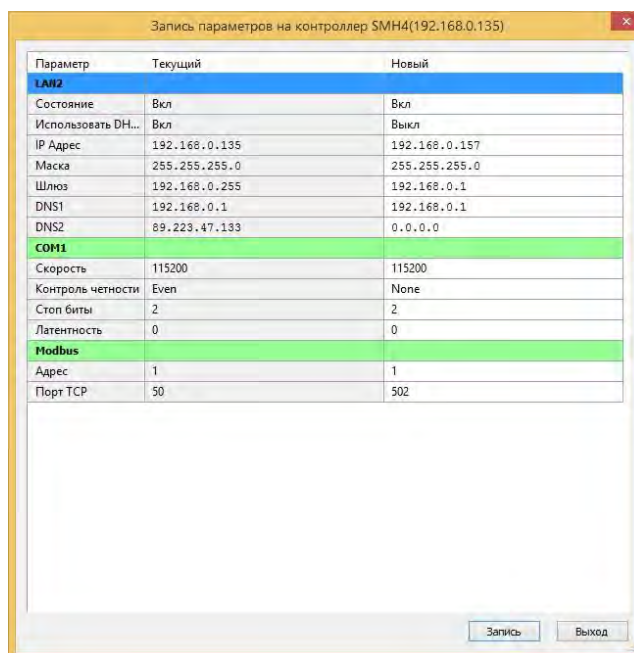 Запись параметров на контроллер SMH4(192.168.0.135)
Параметр Текущий Новый
LAN2
Состояние Вкл Вкл
Использовать DH... Вкл Выкл
IP Адрес 192.168.0.135 192.168.0.157
Маска 255.255.255.0 255.255.255.0
Шлюз 192.168.0.255 192.168.0.1
DNS1 192.168.0.1 192.168.0.1
DNS2 89.223.47.133 0.0.0.0
COM1
Скорость 115200 115200
Контроль четности Even None
Стоп биты 2 2
Латентность 0 0
Modbus
Адрес 1 1
Порт TCP 50 502
Запись Выход